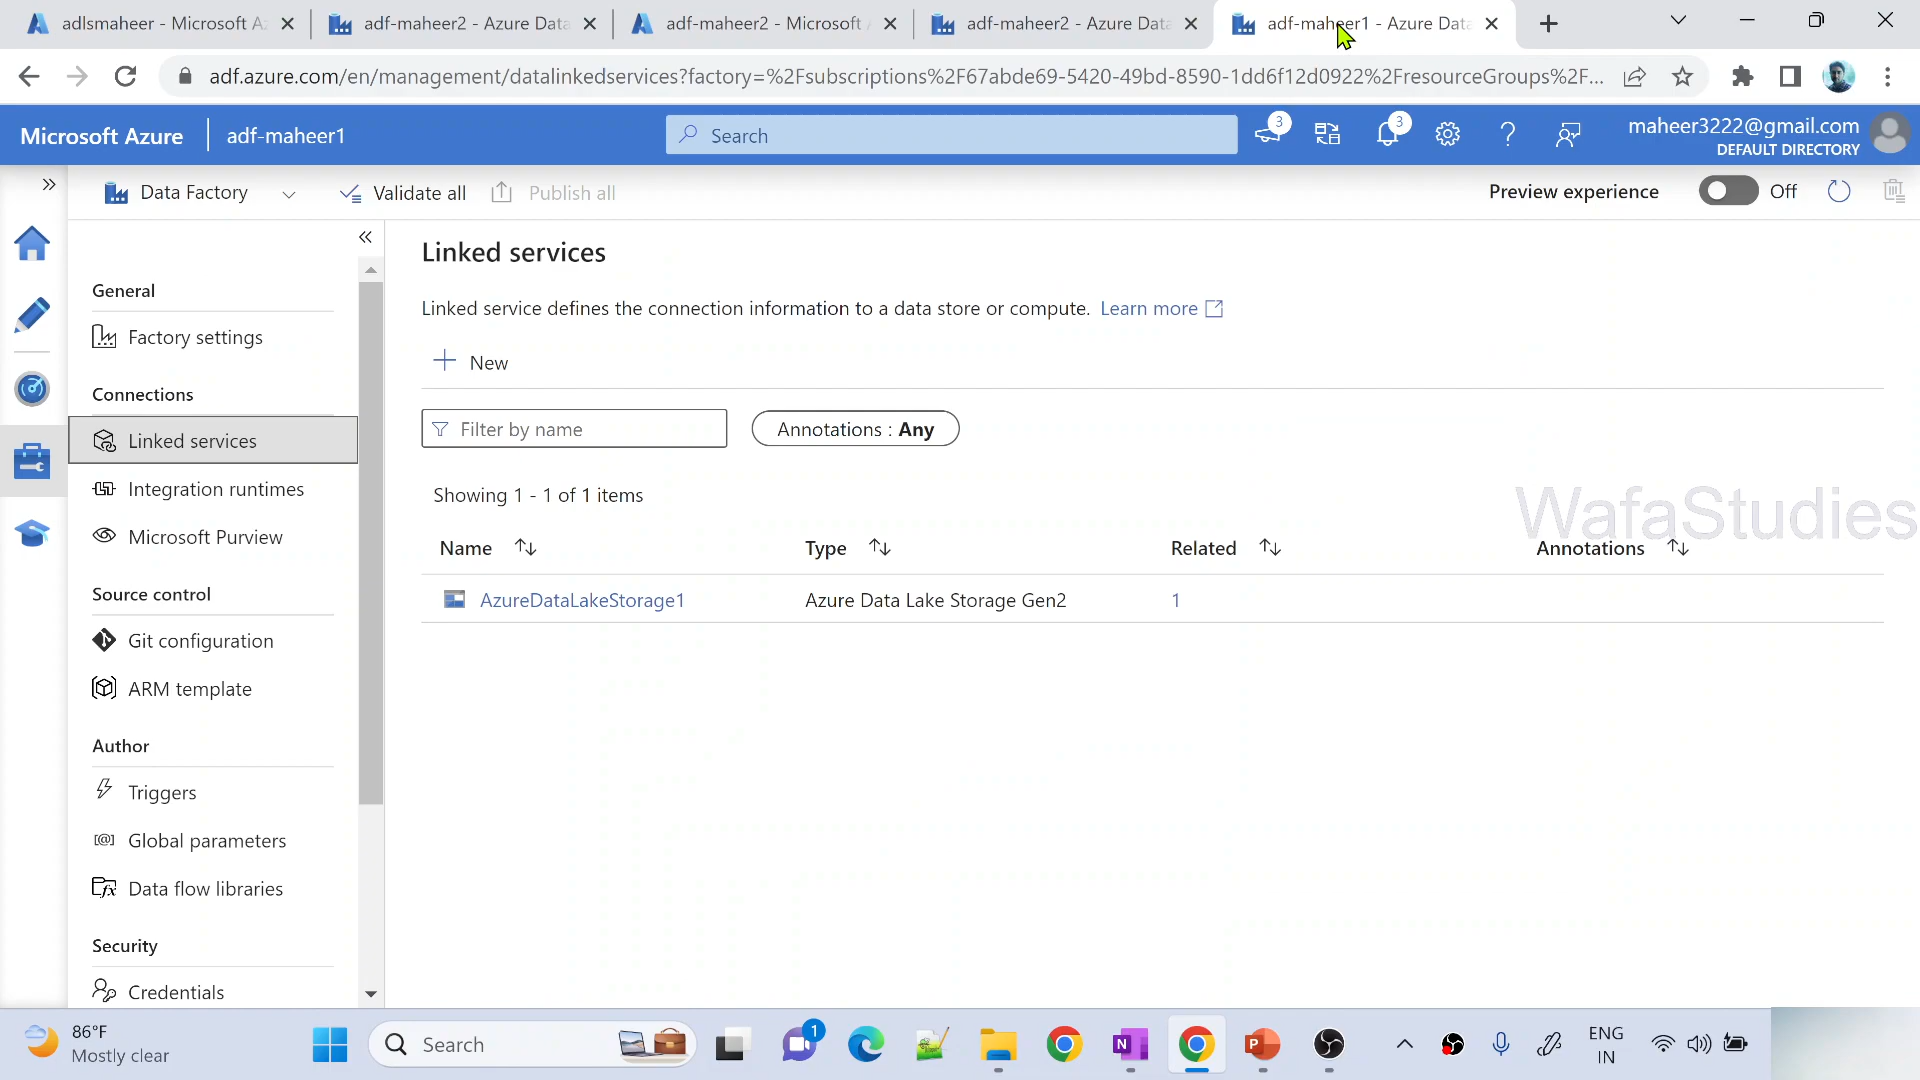 adlsmaheer - Microsoft Az
adf-maheer2 - Azure Data
adf-maheer2 - Microsoft A
adf-maheer2 - Azure Data
adf-maheer1 - Azure Data
adf.azure.com/en/management/datalinkedservices?factory=%2Fsubscriptions%2F67abde69-5420-49bd-8590-1dd6f12d0922%2FresourceGroups%2F...
Microsoft Azure
adf-maheer1
Search
3
3
maheer3222@gmail.com
DEFAULT DIRECTORY
Data Factory
Validate all
Publish all
Preview experience
Off
General
Factory settings
Connections
Linked services
Integration runtimes
Microsoft Purview
Source control
Git configuration
ARM template
Author
Triggers
Global parameters
Data flow libraries
Security
Credentials
Linked services
Linked service defines the connection information to a data store or compute. Learn more
New
Filter by name
Annotations : Any
Showing 1 - 1 of 1 items
WafaStudies
Name
Type
Related
Annotations
AzureDataLakeStorage1
Azure Data Lake Storage Gen2
1
86°F
Mostly clear
Search
1
ENG
IN